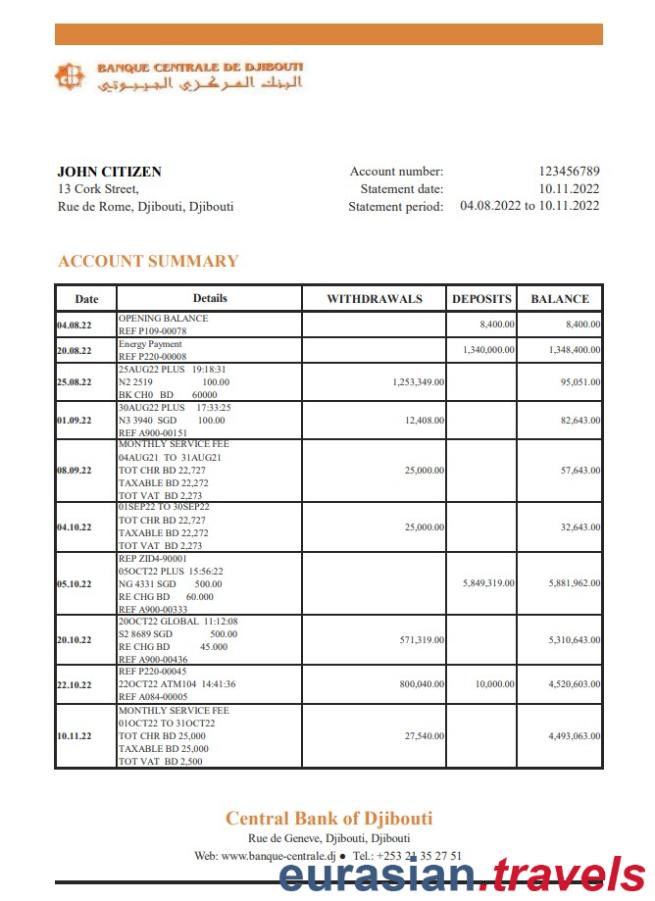 BANQUE CENTRALE DE DJIBOUTI
البنك المركزي الجيبوتي
JOHN CITIZEN
13 Cork Street,
Rue de Rome, Djibouti, Djibouti
Account number: 123456789
Statement date: 10.11.2022
Statement period: 04.08.2022 to 10.11.2022
ACCOUNT SUMMARY
Date Details WITHDRAWALS DEPOSITS BALANCE
04.08.22 OPENING BALANCE 8,400.00 8,400.00
REF P109-00078
20.08.22 Energy Payment 1,340,000.00 1,348,400.00
REF P220-00008
25AUG22 PLUS 19:18:31
25.08.22 N2 2519 100.00 1,253,349.00 95,051.00
BK CH0 BD 60000
30AUG22 PLUS 17:33:25
01.09.22 N3 3940 SGD 100.00 12,408.00 82,643.00
REF A900-00151
MONTHLY SERVICE FEE
04AUG21 TO 31AUG21
08.09.22 TOT CHR BD 22,727 25,000.00 57,643.00
TAXABLE BD 22,272
TOT VAT BD 2,273
01SEP22 TO 30SEP22
04.10.22 TOT CHR BD 22,727 25,000.00 32,643.00
TAXABLE BD 22,272
TOT VAT BD 2,273
REP ZID4-90001
05OCT22 PLUS 15:56:22
05.10.22 NG 4331 SGD 500.00 5,849,319.00 5,881,962.00
RE CHG BD 60.000
REF A900-00333
20OCT22 GLOBAL 11:12:08
20.10.22 S2 8689 SGD 500.00 571,319.00 5,310,643.00
RE CHG BD 45.000
REF A900-00436
REF P220-00045
22.10.22 22OCT22 ATM104 14:41:36 800,040.00 10,000.00 4,520,603.00
REF A084-00005
MONTHLY SERVICE FEE
01OCT22 TO 31OCT22
10.11.22 TOT CHR BD 25,000 27,540.00 4,493,063.00
TAXABLE BD 25,000
TOT VAT BD 2,500
Central Bank of Djibouti
Rue de Geneve, Djibouti, Djibouti
Web: www.banque-centrale.dj ● Tel.: +253 21 35 27 51
eurasian.travels